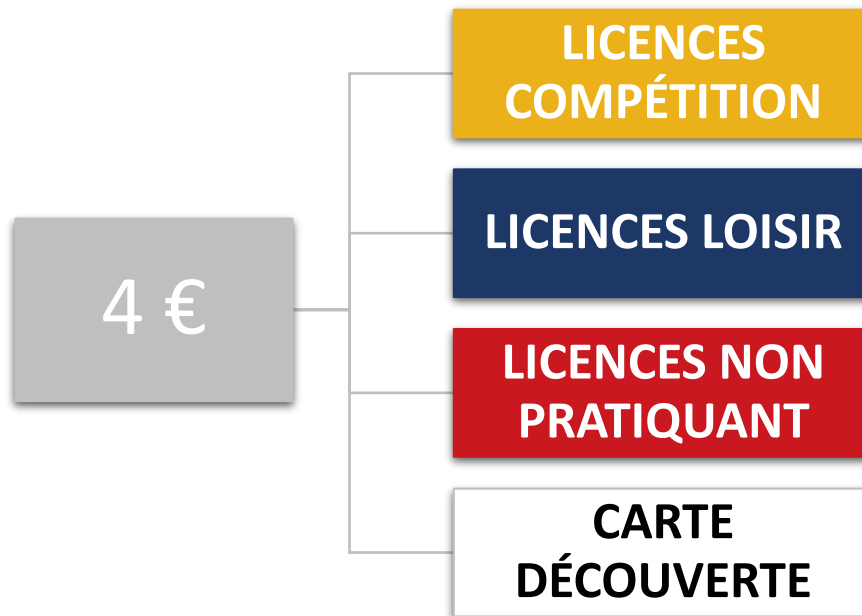 LICENCES
COMPÉTITION
LICENCES LOISIR
4 €
LICENCES NON
PRATIQUANT
CARTE
DÉCOUVERTE